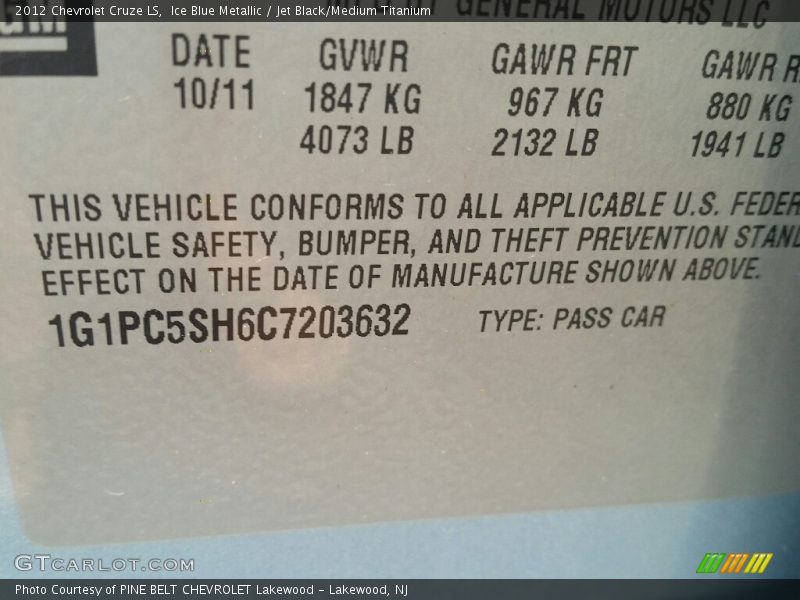 2012 Chevrolet Cruze LS, Ice Blue Metallic / Jet Black/Medium Titanium
GM
GENERAL MOTORS LLC
DATE GVWR GAWR FRT GAWR R
10/11 1847 KG 967 KG 880 KG
4073 LB 2132 LB 1941 LB
THIS VEHICLE CONFORMS TO ALL APPLICABLE U.S. FEDER
VEHICLE SAFETY, BUMPER, AND THEFT PREVENTION STAND
EFFECT ON THE DATE OF MANUFACTURE SHOWN ABOVE.
1G1PC5SH6C7203632 TYPE: PASS CAR
GTCARLOT.COM
Photo Courtesy of PINE BELT CHEVROLET Lakewood - Lakewood, NJ